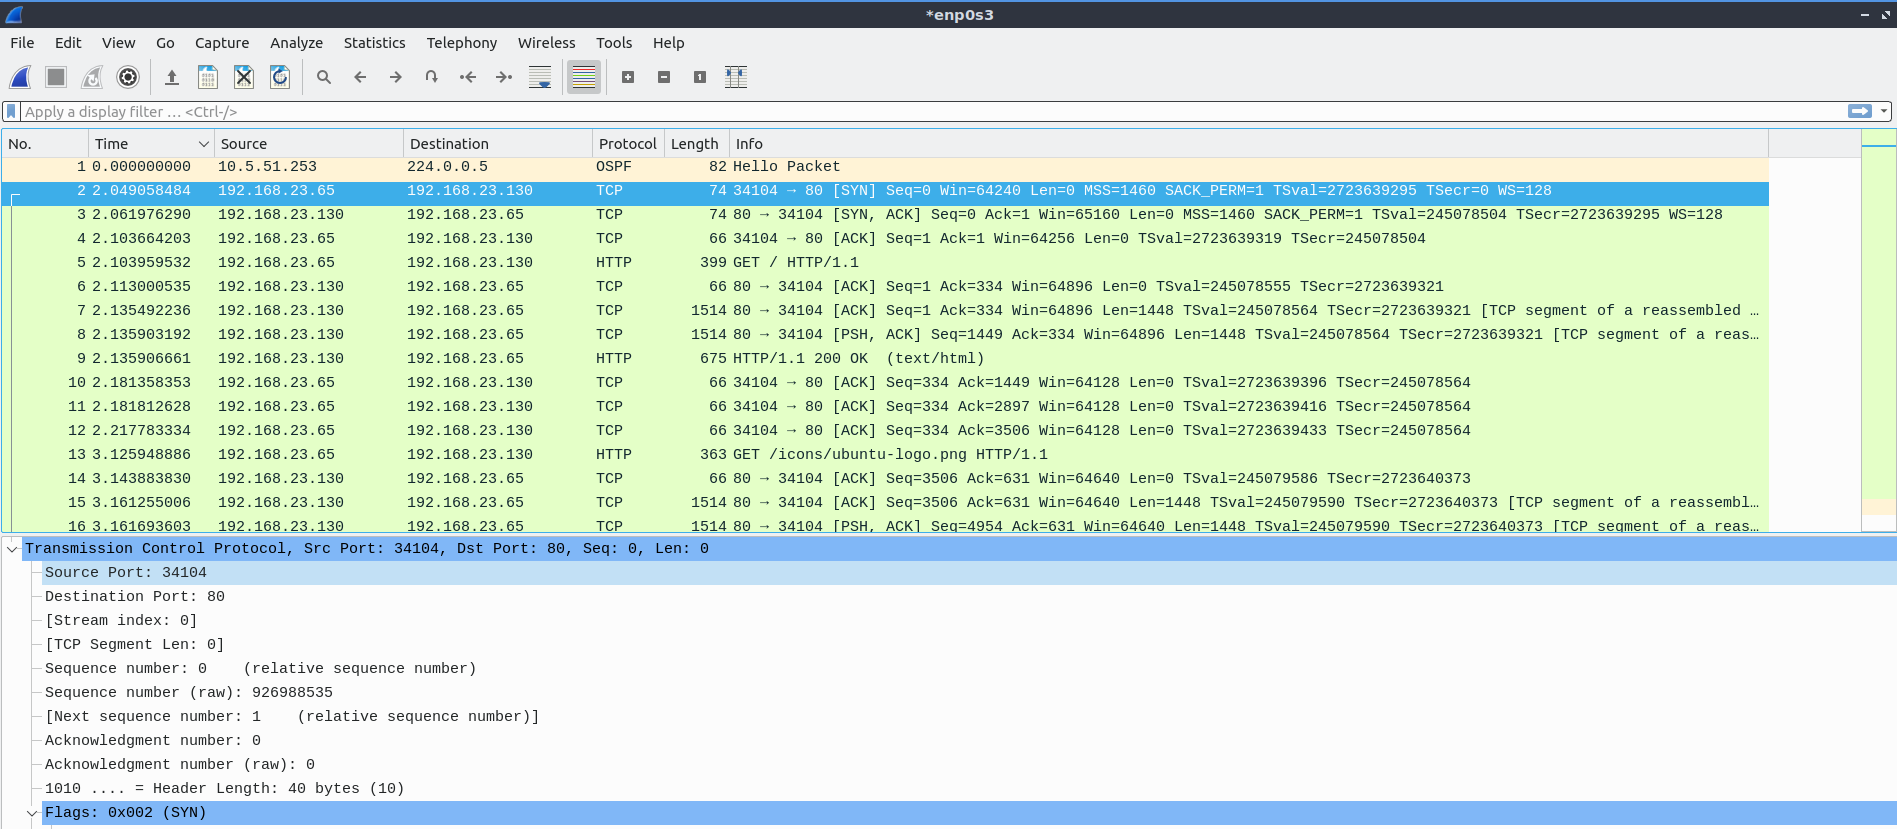 *enp0s3
File Edit View Go Capture Analyze Statistics Telephony Wireless Tools Help
Apply a display filter … <Ctrl-/>
No. Time Source Destination Protocol Length Info
1 0.000000000 10.5.51.253 224.0.0.5 OSPF 82 Hello Packet
2 2.049058484 192.168.23.65 192.168.23.130 TCP 74 34104 → 80 [SYN] Seq=0 Win=64240 Len=0 MSS=1460 SACK_PERM=1 TSval=2723639295 TSecr=0 WS=128
3 2.061976290 192.168.23.130 192.168.23.65 TCP 74 80 → 34104 [SYN, ACK] Seq=0 Ack=1 Win=65160 Len=0 MSS=1460 SACK_PERM=1 TSval=245078504 TSecr=2723639295 WS=128
4 2.103664203 192.168.23.65 192.168.23.130 TCP 66 34104 → 80 [ACK] Seq=1 Ack=1 Win=64256 Len=0 TSval=2723639319 TSecr=245078504
5 2.103959532 192.168.23.65 192.168.23.130 HTTP 399 GET / HTTP/1.1
6 2.113000535 192.168.23.130 192.168.23.65 TCP 66 80 → 34104 [ACK] Seq=1 Ack=334 Win=64896 Len=0 TSval=245078555 TSecr=2723639321
7 2.135492236 192.168.23.130 192.168.23.65 TCP 1514 80 → 34104 [ACK] Seq=1 Ack=334 Win=64896 Len=1448 TSval=245078564 TSecr=2723639321 [TCP segment of a reassembled …
8 2.135903192 192.168.23.130 192.168.23.65 TCP 1514 80 → 34104 [PSH, ACK] Seq=1449 Ack=334 Win=64896 Len=1448 TSval=245078564 TSecr=2723639321 [TCP segment of a reas…
9 2.135906661 192.168.23.130 192.168.23.65 HTTP 675 HTTP/1.1 200 OK  (text/html)
10 2.181358353 192.168.23.65 192.168.23.130 TCP 66 34104 → 80 [ACK] Seq=334 Ack=1449 Win=64128 Len=0 TSval=2723639396 TSecr=245078564
11 2.181812628 192.168.23.65 192.168.23.130 TCP 66 34104 → 80 [ACK] Seq=334 Ack=2897 Win=64128 Len=0 TSval=2723639416 TSecr=245078564
12 2.217783334 192.168.23.65 192.168.23.130 TCP 66 34104 → 80 [ACK] Seq=334 Ack=3506 Win=64128 Len=0 TSval=2723639433 TSecr=245078564
13 3.125948886 192.168.23.65 192.168.23.130 HTTP 363 GET /icons/ubuntu-logo.png HTTP/1.1
14 3.143883830 192.168.23.130 192.168.23.65 TCP 66 80 → 34104 [ACK] Seq=3506 Ack=631 Win=64640 Len=0 TSval=245079586 TSecr=2723640373
15 3.161255006 192.168.23.130 192.168.23.65 TCP 1514 80 → 34104 [ACK] Seq=3506 Ack=631 Win=64640 Len=1448 TSval=245079590 TSecr=2723640373 [TCP segment of a reassembl…
16 3.161693603 192.168.23.130 192.168.23.65 TCP 1514 80 → 34104 [PSH, ACK] Seq=4954 Ack=631 Win=64640 Len=1448 TSval=245079590 TSecr=2723640373 [TCP segment of a reas…
Transmission Control Protocol, Src Port: 34104, Dst Port: 80, Seq: 0, Len: 0
Source Port: 34104
Destination Port: 80
[Stream index: 0]
[TCP Segment Len: 0]
Sequence number: 0    (relative sequence number)
Sequence number (raw): 926988535
[Next sequence number: 1    (relative sequence number)]
Acknowledgment number: 0
Acknowledgment number (raw): 0
1010 .... = Header Length: 40 bytes (10)
Flags: 0x002 (SYN)